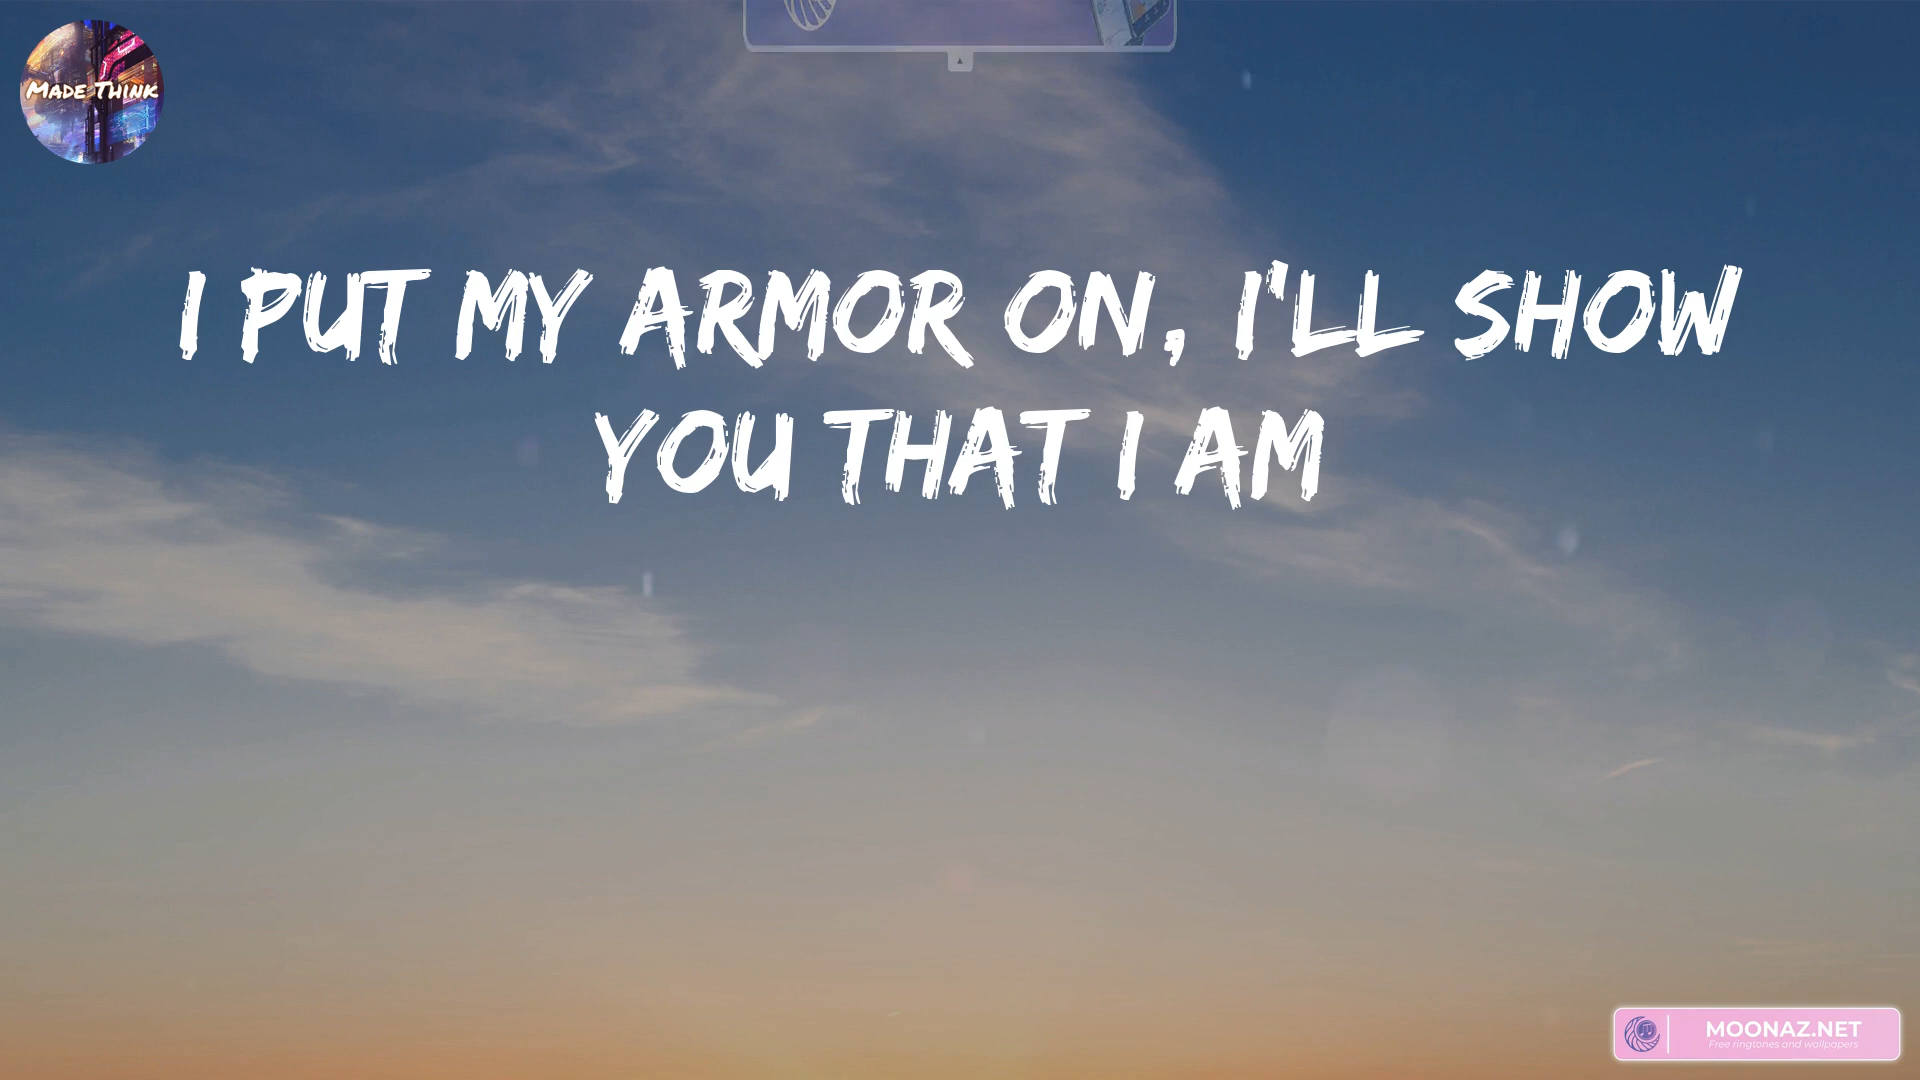 Made Think
I PUT MY ARMOR ON, I'LL SHOW
YOU THAT I AM
MOONAZ.NET
Free ringtones and wallpapers